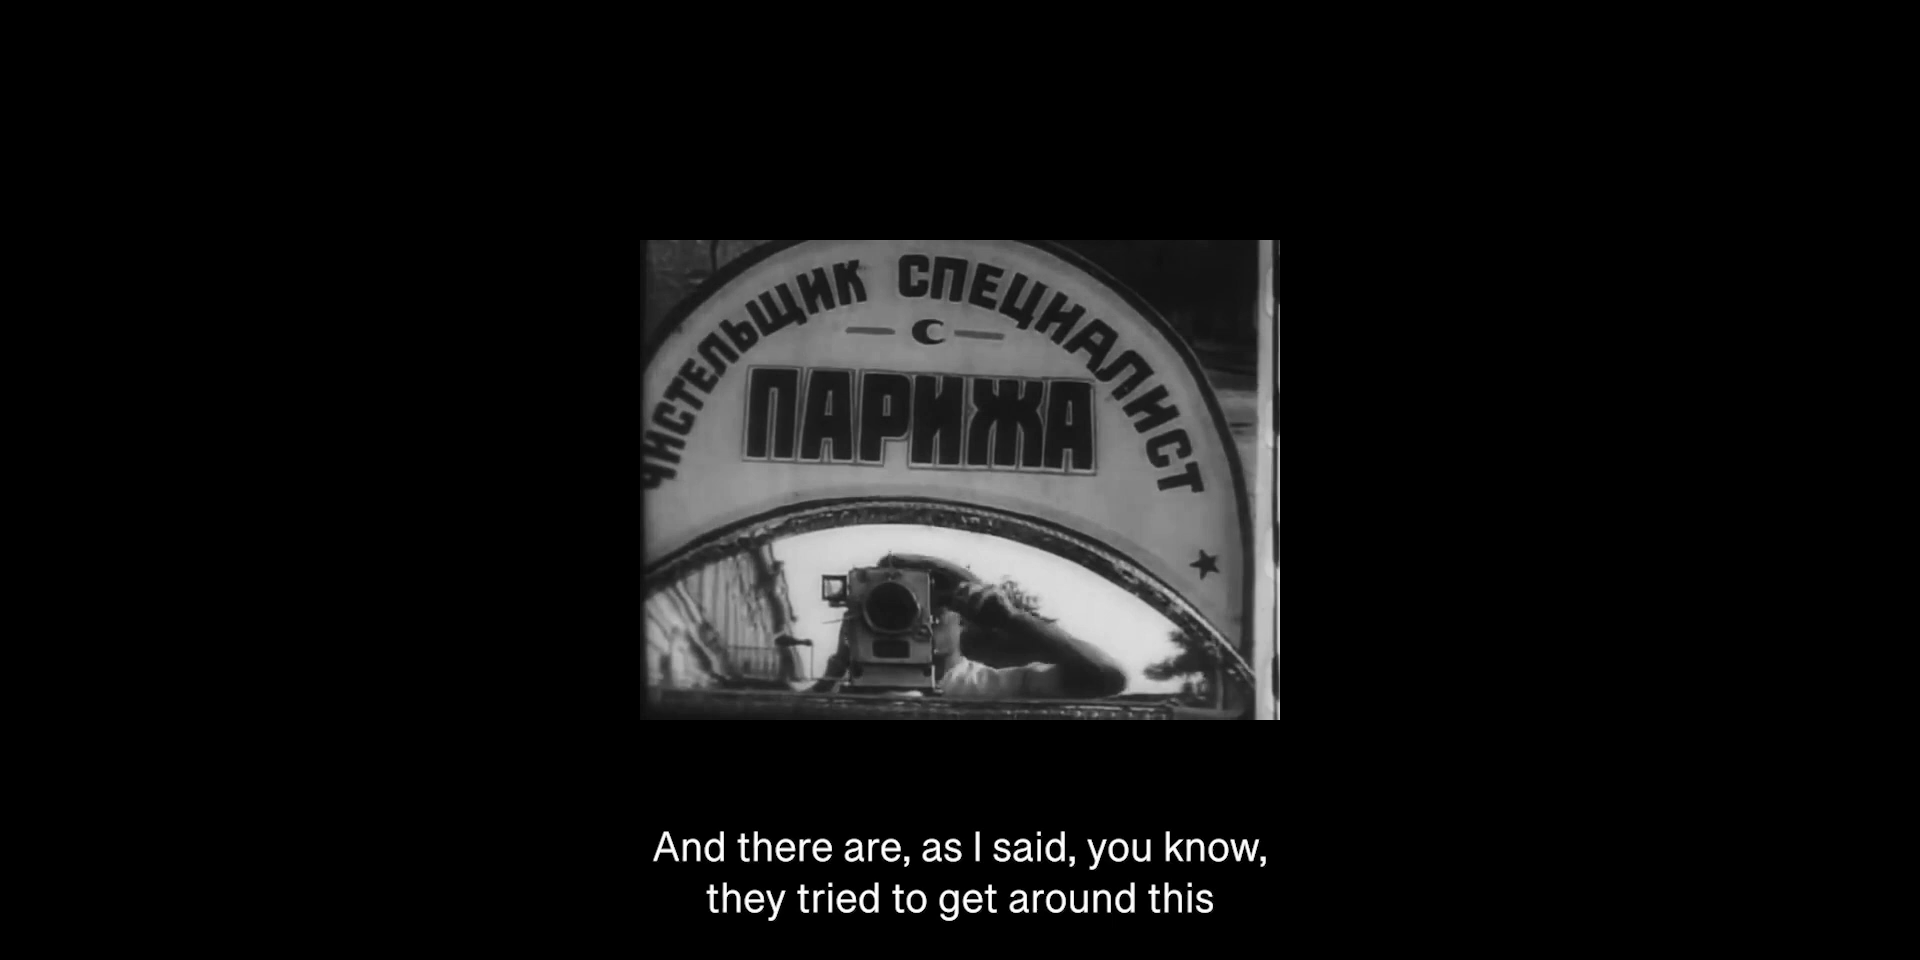 ЧИСТЕЛЬЩИК СПЕЦИАЛИСТ
С
ПАРИЖА
And there are, as I said, you know,
they tried to get around this